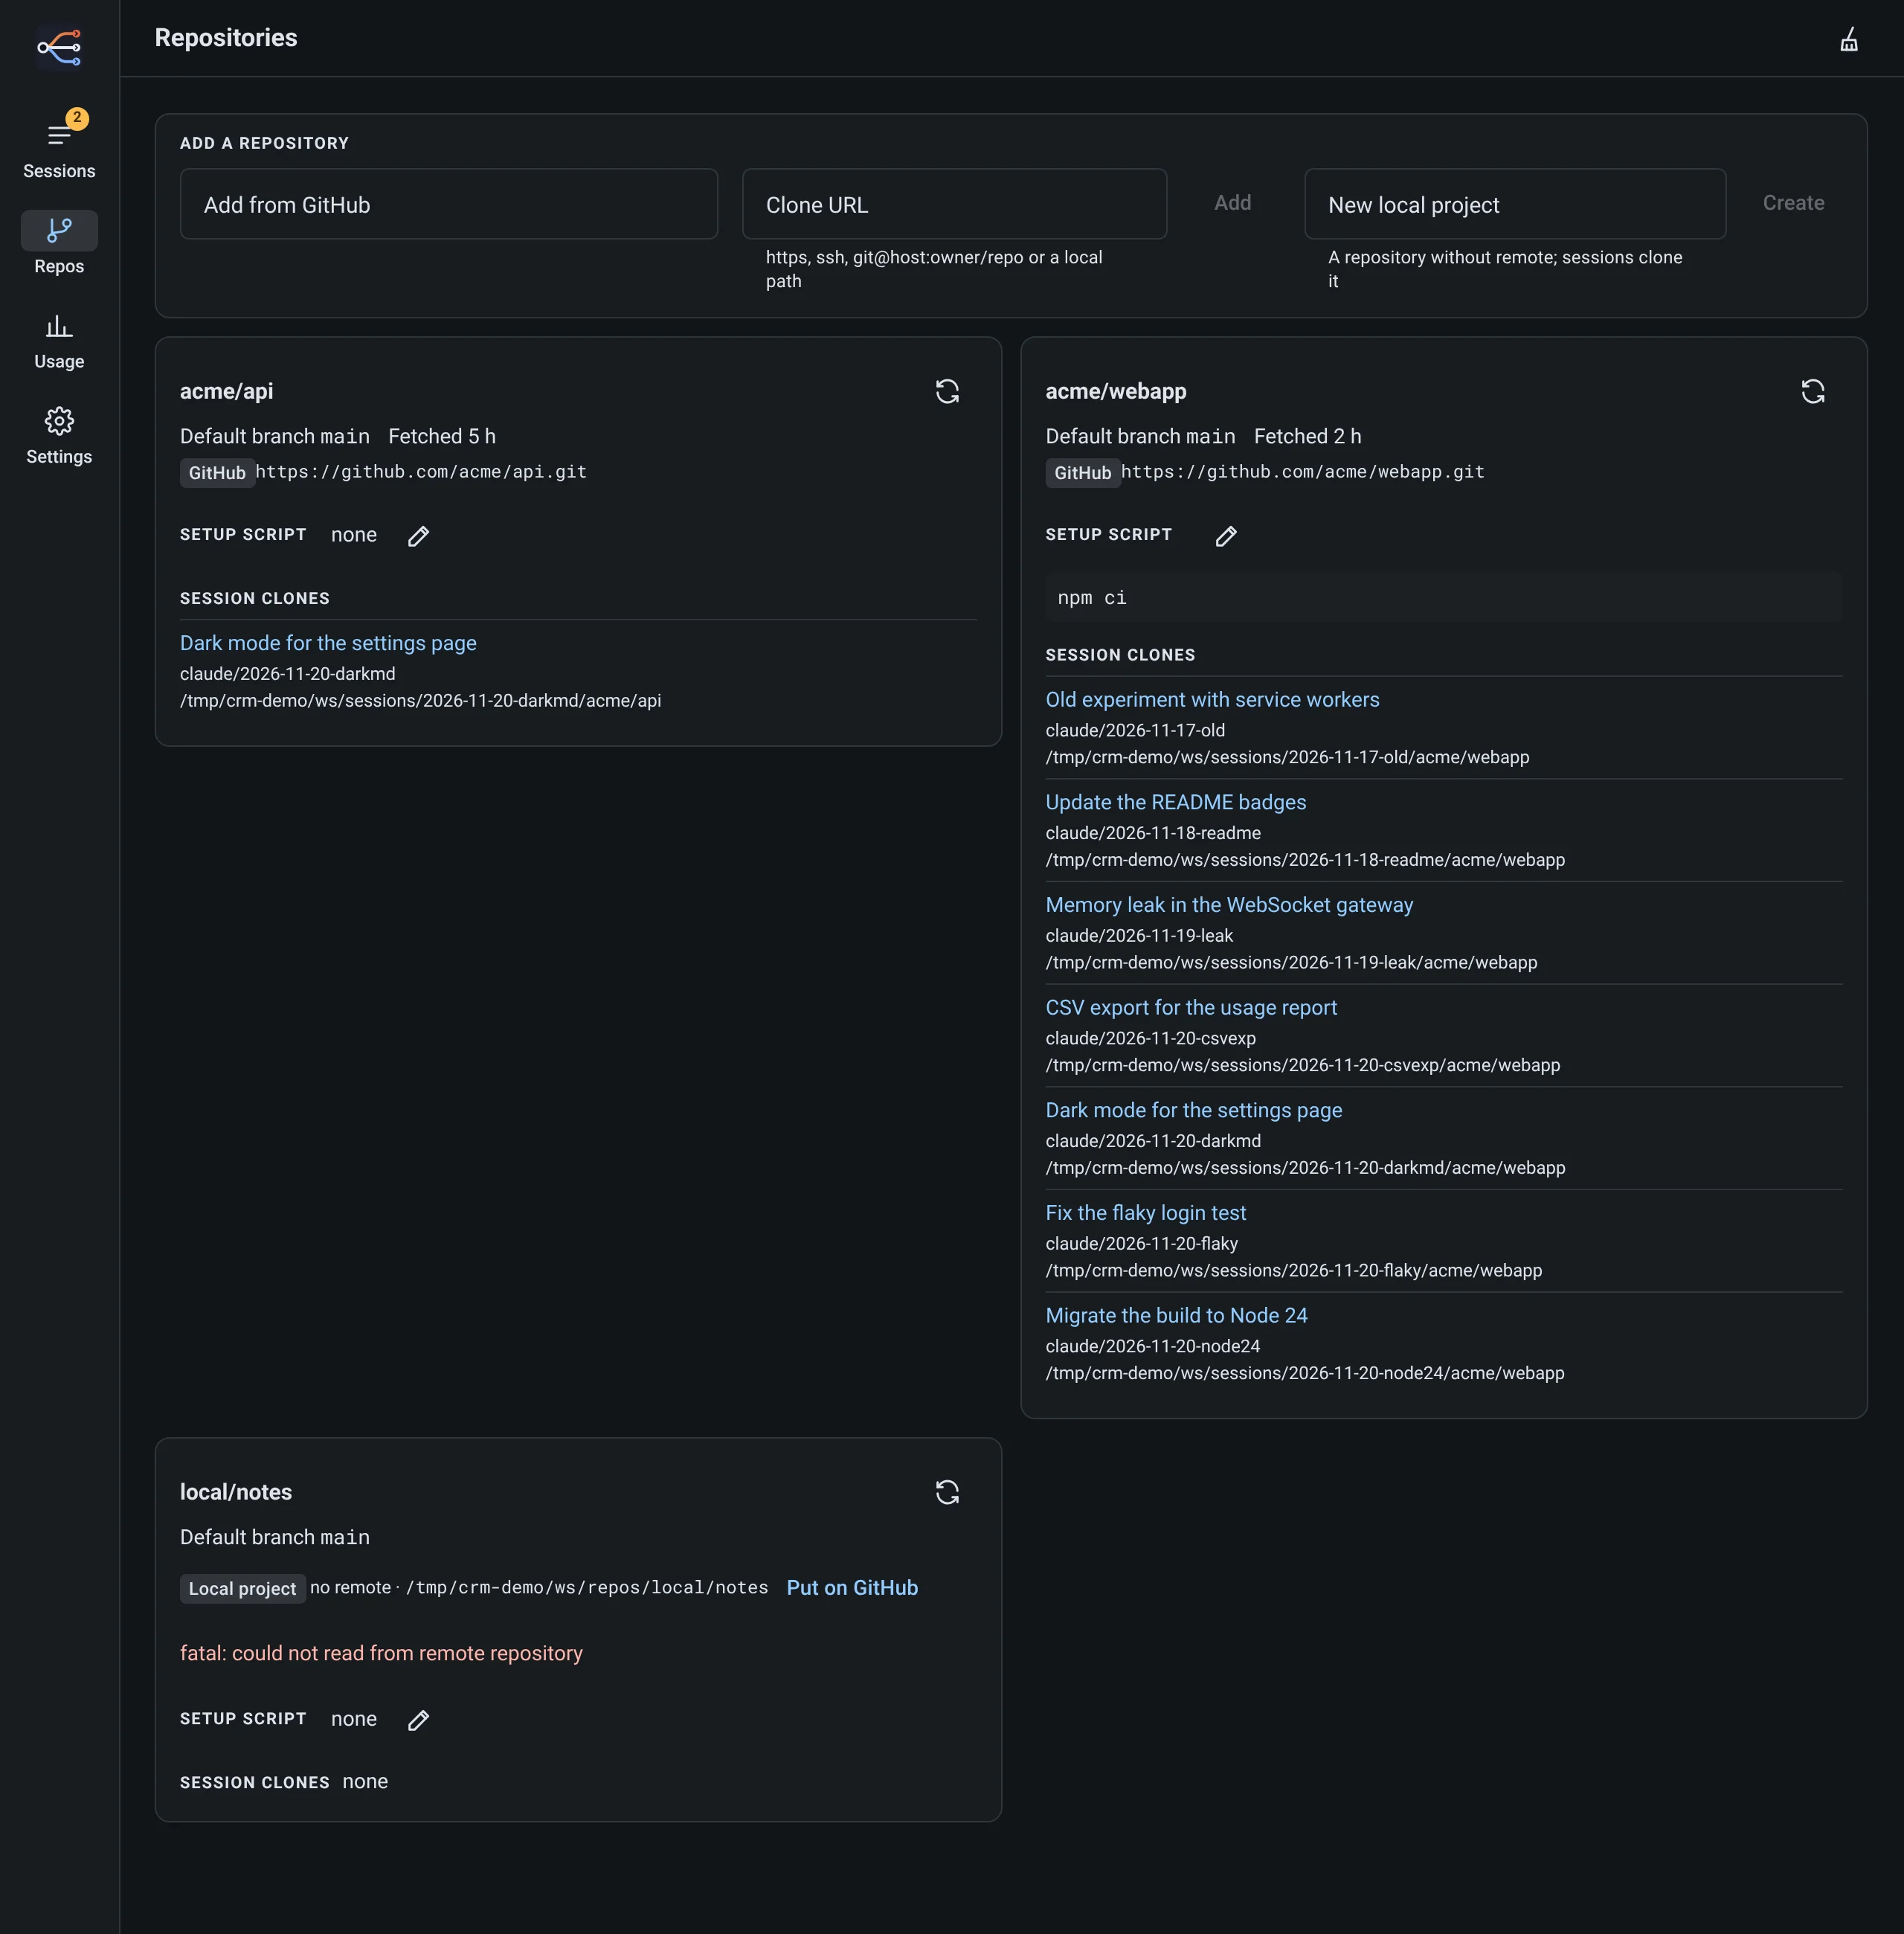 Repositories
2
Sessions
Repos
Usage
Settings
ADD A REPOSITORY
Add from GitHub
Clone URL
Add
New local project
Create
https, ssh, git@host:owner/repo or a local
path
A repository without remote; sessions clone
it
acme/api
Default branch main Fetched 5 h
GitHub https://github.com/acme/api.git
SETUP SCRIPT none
SESSION CLONES
Dark mode for the settings page
claude/2026-11-20-darkmd
/tmp/crm-demo/ws/sessions/2026-11-20-darkmd/acme/api
acme/webapp
Default branch main Fetched 2 h
GitHub https://github.com/acme/webapp.git
SETUP SCRIPT
npm ci
SESSION CLONES
Old experiment with service workers
claude/2026-11-17-old
/tmp/crm-demo/ws/sessions/2026-11-17-old/acme/webapp
Update the README badges
claude/2026-11-18-readme
/tmp/crm-demo/ws/sessions/2026-11-18-readme/acme/webapp
Memory leak in the WebSocket gateway
claude/2026-11-19-leak
/tmp/crm-demo/ws/sessions/2026-11-19-leak/acme/webapp
CSV export for the usage report
claude/2026-11-20-csvexp
/tmp/crm-demo/ws/sessions/2026-11-20-csvexp/acme/webapp
Dark mode for the settings page
claude/2026-11-20-darkmd
/tmp/crm-demo/ws/sessions/2026-11-20-darkmd/acme/webapp
Fix the flaky login test
claude/2026-11-20-flaky
/tmp/crm-demo/ws/sessions/2026-11-20-flaky/acme/webapp
Migrate the build to Node 24
claude/2026-11-20-node24
/tmp/crm-demo/ws/sessions/2026-11-20-node24/acme/webapp
local/notes
Default branch main
Local project no remote · /tmp/crm-demo/ws/repos/local/notes Put on GitHub
fatal: could not read from remote repository
SETUP SCRIPT none
SESSION CLONES none